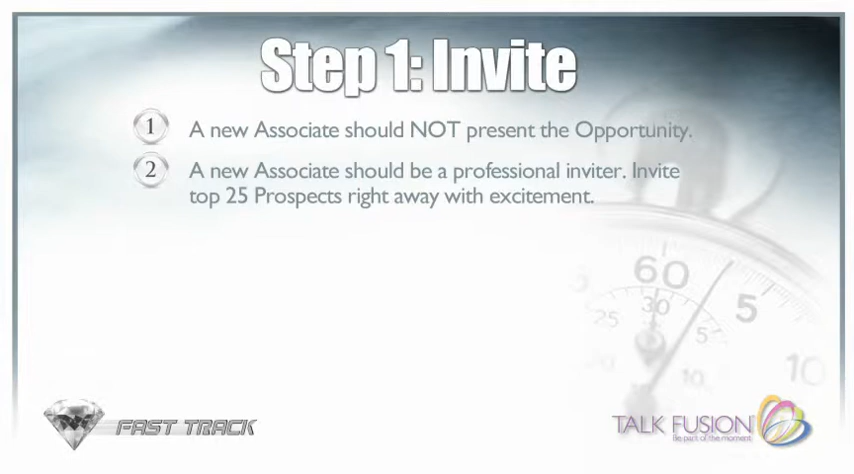 Step 1: Invite
1 A new Associate should NOT present the Opportunity.
2 A new Associate should be a professional inviter. Invite
top 25 Prospects right away with excitement.
60
5
30
25
5
20
10
10
FAST TRACK
TALK FUSION
Be part of the moment